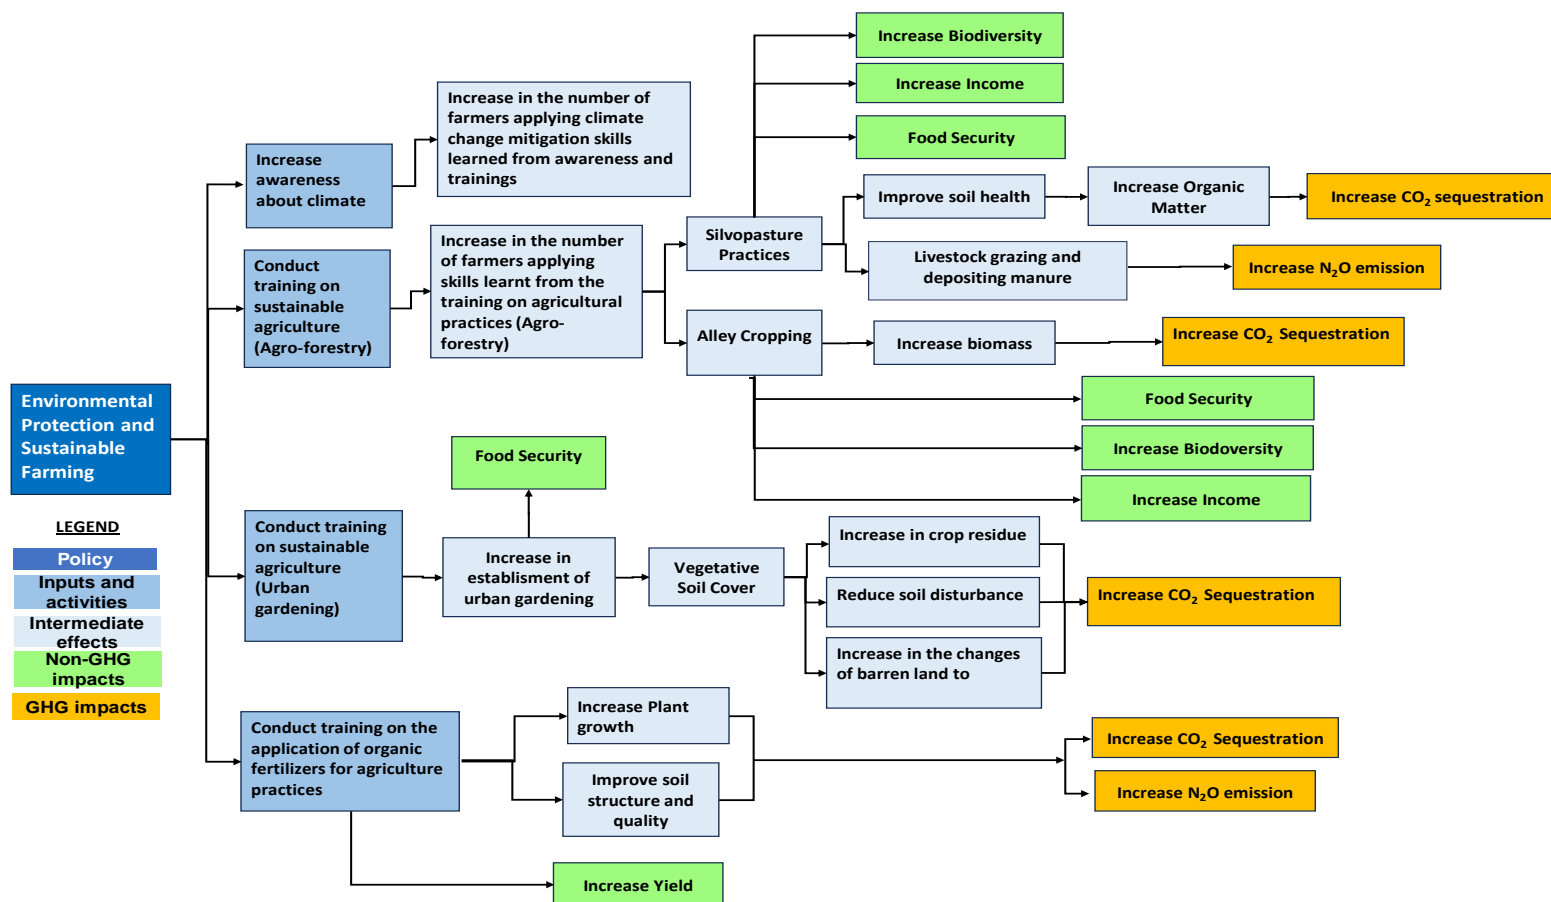 Increase Biodiversity
Increase Income
Food Security
Increase in the number of
farmers applying climate
change mitigation skills
learned from awareness and
trainings
Increase
awareness
about climate
Improve soil health
Increase Organic
Matter
Increase CO₂ sequestration
Silvopasture
Practices
Livestock grazing and
depositing manure
Increase N₂O emission
Conduct
training on
sustainable
agriculture
(Agro-forestry)
Increase in the number
of farmers applying
skills learnt from the
training on agricultural
practices (Agro-
forestry)
Alley Cropping
Increase biomass
Increase CO₂ Sequestration
Food Security
Increase Biodoversity
Increase Income
Environmental
Protection and
Sustainable
Farming
Food Security
LEGEND
Policy
Inputs and
activities
Intermediate
effects
Non-GHG
impacts
GHG impacts
Conduct training
on sustainable
agriculture
(Urban
gardening)
Increase in
establisment of
urban gardening
Vegetative
Soil Cover
Increase in crop residue
Reduce soil disturbance
Increase in the changes
of barren land to
Increase CO₂ Sequestration
Conduct training on the
application of organic
fertilizers for agriculture
practices
Increase Plant
growth
Improve soil
structure and
quality
Increase CO₂ Sequestration
Increase N₂O emission
Increase Yield